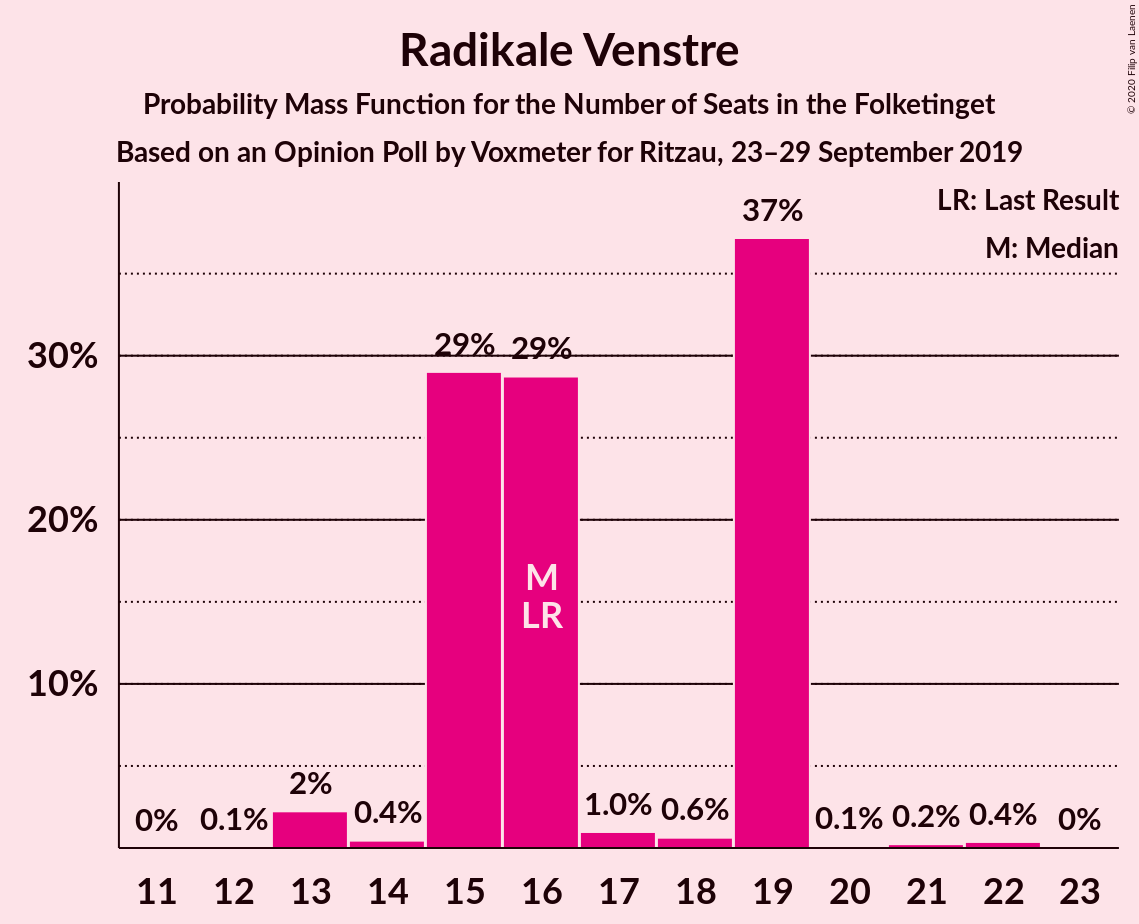 Radikale Venstre
Probability Mass Function for the Number of Seats in the Folketinget
Based on an Opinion Poll by Voxmeter for Ritzau, 23–29 September 2019
© 2020 Filip van Laenen
LR: Last Result
M: Median
37%
29% 29%
30%
20%
M
LR
10%
2%
0% 0.1% 0.4% 1.0% 0.6% 0.1% 0.2% 0.4% 0%
11 12 13 14 15 16 17 18 19 20 21 22 23